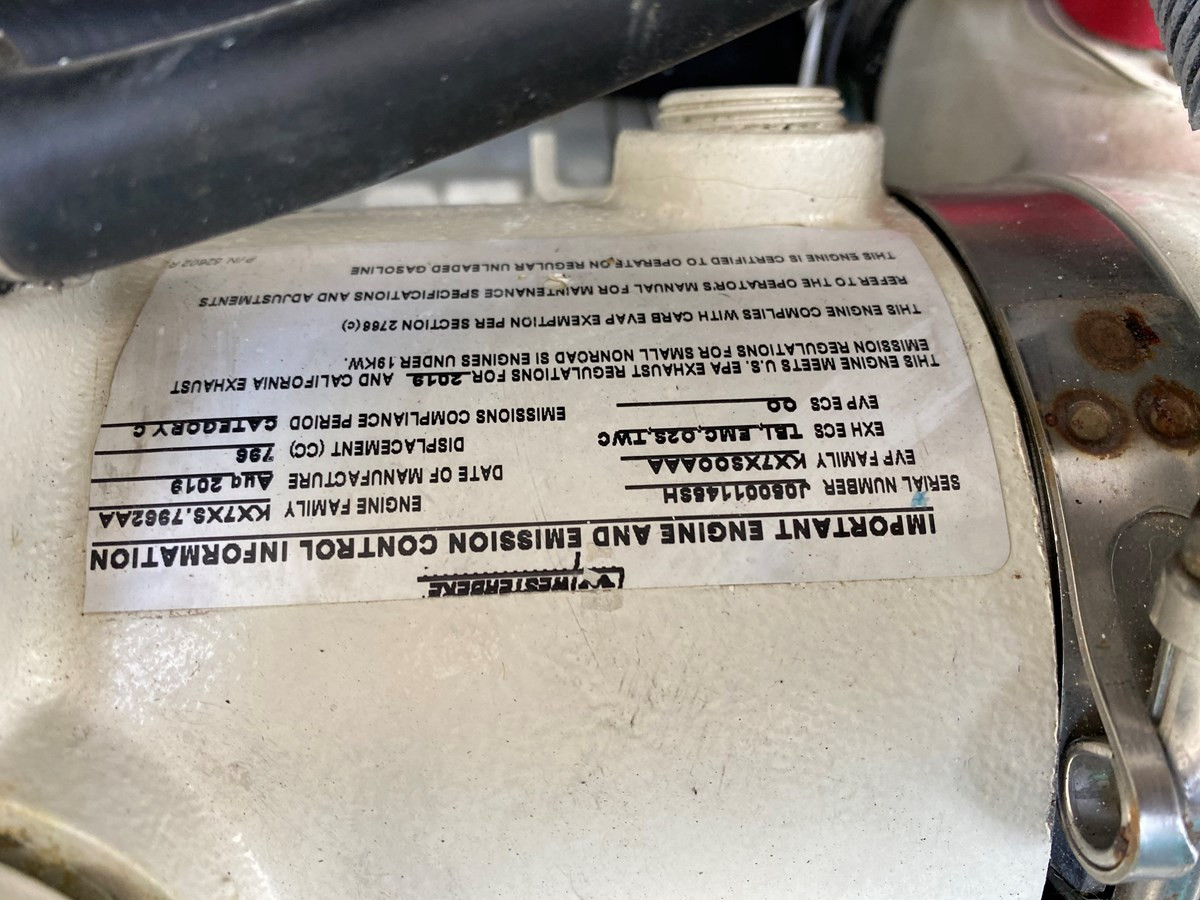 WESTERBEKE
IMPORTANT ENGINE AND EMISSION CONTROL INFORMATION
SERIAL NUMBER J0500114SSH ENGINE FAMILY KX7XS.7962AA
EVP FAMILY KX7XS00AAA DATE OF MANUFACTURE Aug 2019
EXH ECS TBI,EMC,O2S,TWC DISPLACEMENT (CC) 796
EVP ECS QQ EMISSIONS COMPLIANCE PERIOD CATEGORY C
THIS ENGINE MEETS U.S. EPA EXHAUST REGULATIONS FOR 2019 AND CALIFORNIA EXHAUST
EMISSION REGULATIONS FOR SMALL NONROAD SI ENGINES UNDER 19KW.
THIS ENGINE COMPLIES WITH CARB EVAP EXEMPTION PER SECTION 2766(c)
REFER TO THE OPERATOR'S MANUAL FOR MAINTENANCE SPECIFICATIONS AND ADJUSTMENTS
THIS ENGINE IS CERTIFIED TO OPERATE ON REGULAR UNLEADED GASOLINE
P/N 52602 R